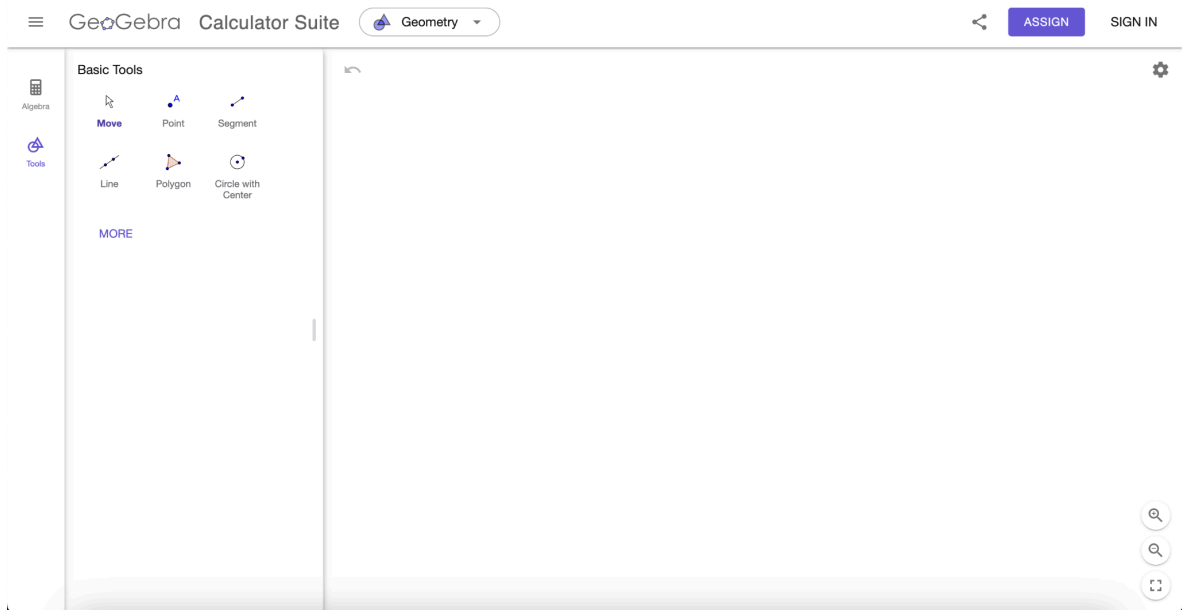 GeoGebra Calculator Suite Geometry ASSIGN SIGN IN
Algebra
Tools
Basic Tools
Move Point A Segment
Line Polygon Circle with
Center
MORE